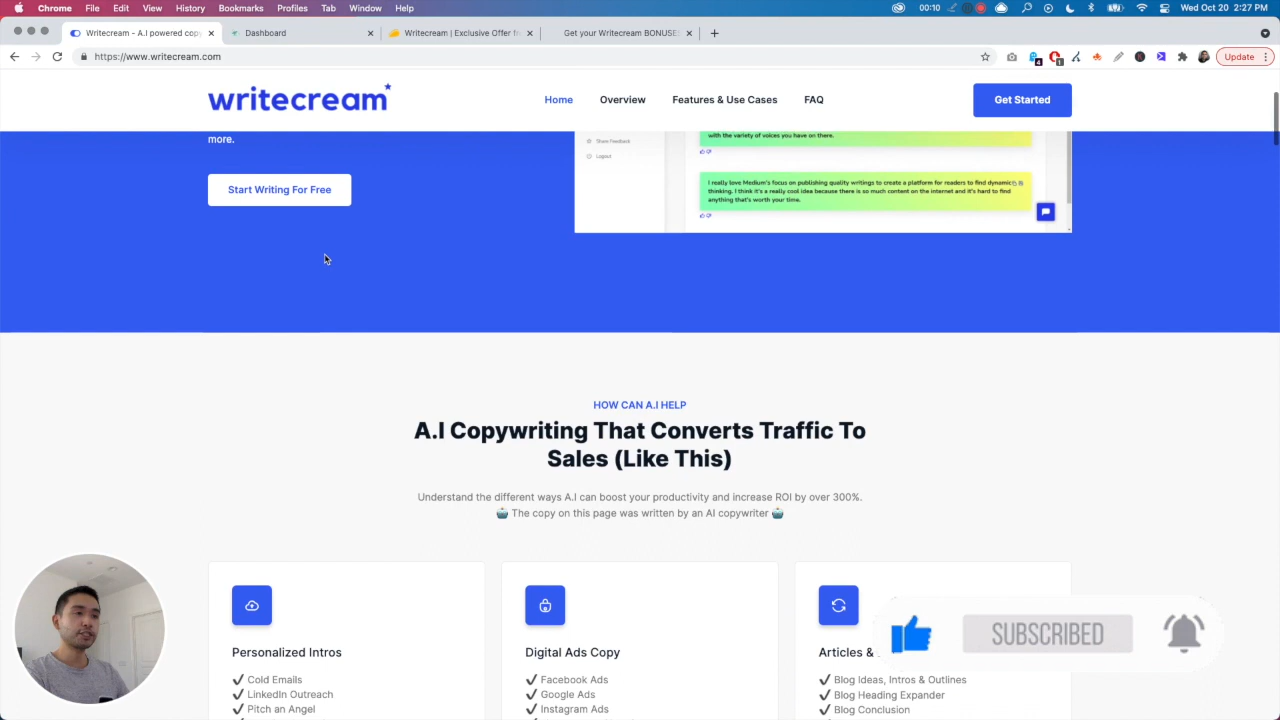 Chrome File Edit View History Bookmarks Profiles Tab Window Help 00:10 Wed Oct 20 2:27 PM
Writecream - A.I powered copy Dashboard Writecream | Exclusive Offer f Get your Writecream BONUSES
https://www.writecream.com Update
writecream
Home Overview Features & Use Cases FAQ Get Started
more.
Start Writing For Free
Share Feedback
Logout
with the variety of voices you have on there.
I really love Medium's focus on publishing quality writings to create a platform for readers to find dynamic
thinking. I think it's a really cool idea because there is so much content on the internet and it's hard to find
anything that's worth your time.
HOW CAN A.I HELP
A.I Copywriting That Converts Traffic To
Sales (Like This)
Understand the different ways A.I can boost your productivity and increase ROI by over 300%.
The copy on this page was written by an AI copywriter
Personalized Intros
✔ Cold Emails
✔ LinkedIn Outreach
✔ Pitch an Angel
Digital Ads Copy
✔ Facebook Ads
✔ Google Ads
✔ Instagram Ads
Articles &
✔ Blog Ideas, Intros & Outlines
✔ Blog Heading Expander
✔ Blog Conclusion
SUBSCRIBED